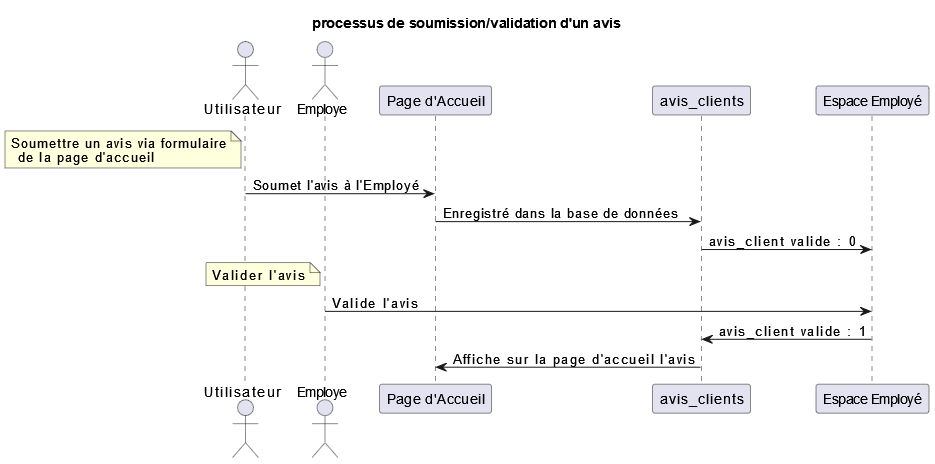 processus de soumission/validation d'un avis
Utilisateur
Employe
Page d'Accueil
avis_clients
Espace Employé
Soumettre un avis via formulaire
de la page d'accueil
Soumet l'avis à l'Employé
Enregistré dans la base de données
avis_client valide : 0
Valider l'avis
Valide l'avis
avis_client valide : 1
Affiche sur la page d'accueil l'avis
Utilisateur
Employe
Page d'Accueil
avis_clients
Espace Employé